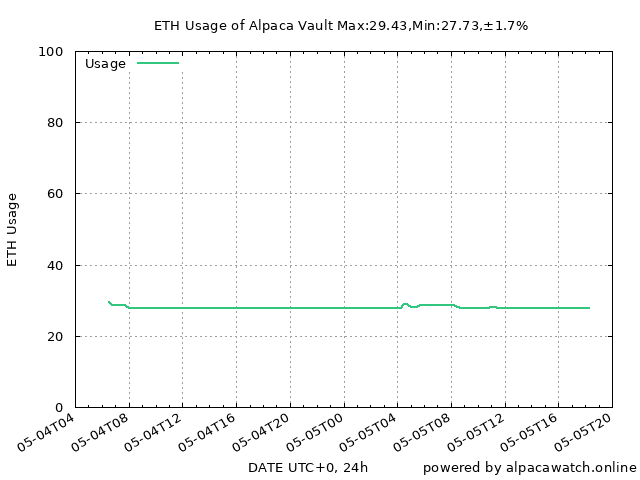 ETH Usage of Alpaca Vault Max:29.43,Min:27.73,±1.7%
Usage
ETH Usage
100
80
60
40
20
0
05-04T04
05-04T08
05-04T12
05-04T16
05-04T20
05-05T00
05-05T04
05-05T08
05-05T12
05-05T16
05-05T20
DATE UTC+0, 24h
powered by alpacawatch.online